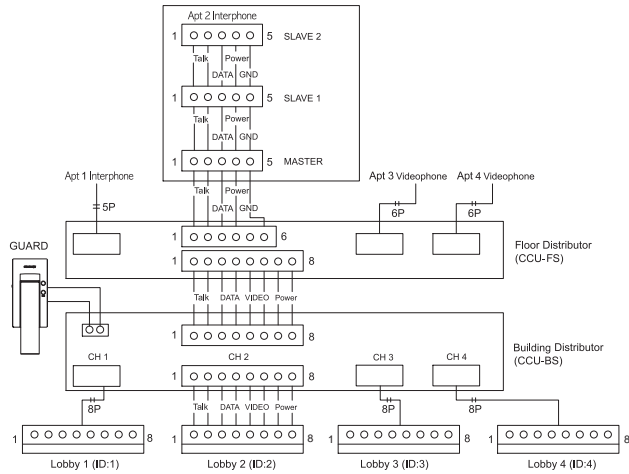 Apt 2 Interphone
1 5 SLAVE 2
Talk Power
DATA GND
1 5 SLAVE 1
Talk Power
DATA GND
1 5 MASTER
Apt 1 Interphone
Apt 3 Videophone
Apt 4 Videophone
Talk Power
DATA GND
5P
6P
6P
1 6
GUARD
Floor Distributor
(CCU-FS)
1 8
Talk DATA VIDEO Power
1 8
Building Distributor
(CCU-BS)
CH 1
CH 2
CH 3
CH 4
1 8
Talk DATA VIDEO Power
8P
8P
8P
1 8
1 8
1 8
1 8
Lobby 1 (ID:1)
Lobby 2 (ID:2)
Lobby 3 (ID:3)
Lobby 4 (ID:4)